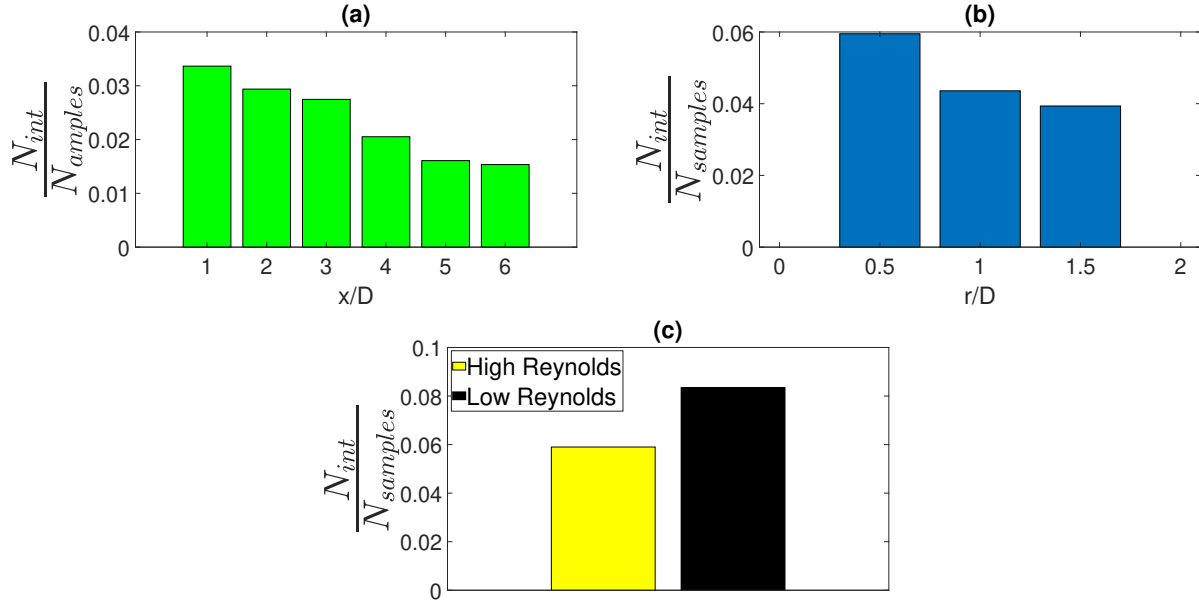 (a)
0.04
0.03
0.02
0.01
0
N_int
N_amples
1 2 3 4 5 6
x/D
(b)
0.06
0.04
0.02
0
N_int
N_samples
0 0.5 1 1.5 2
r/D
(c)
0.1
0.08
0.06
0.04
0.02
0
N_int
N_samples
High Reynolds
Low Reynolds